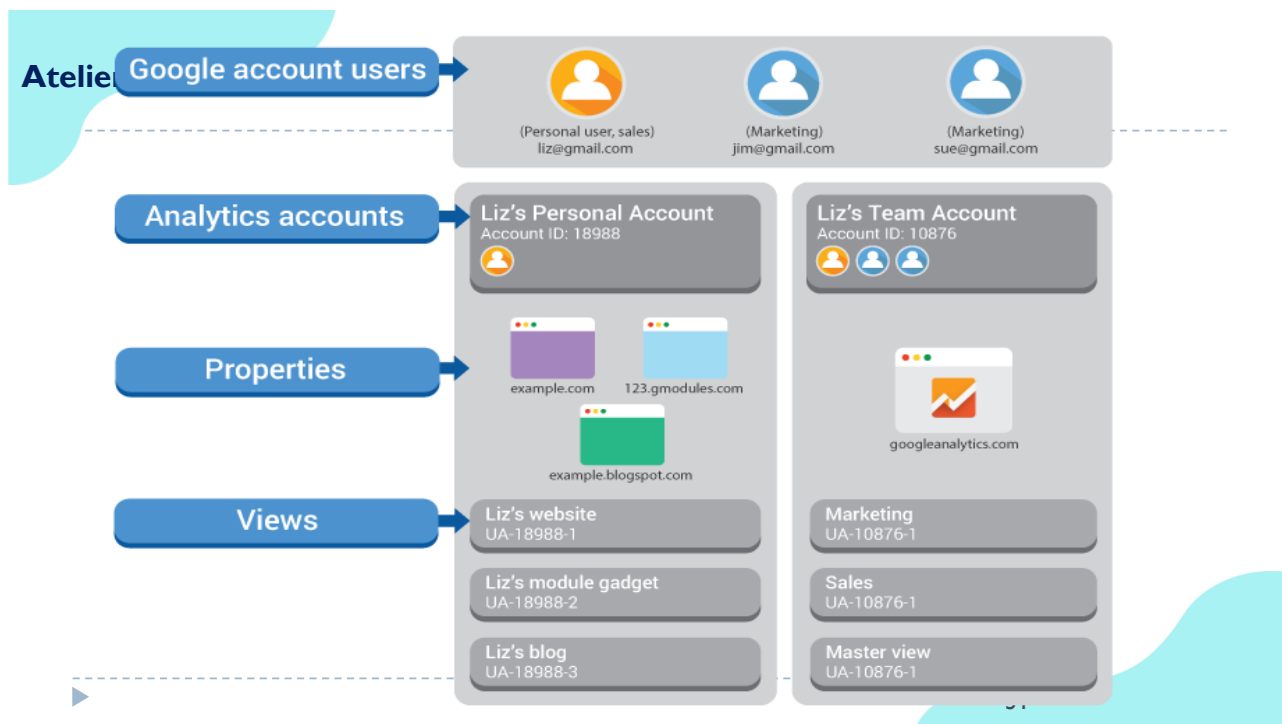 Atelier
Google account users
(Personal user, sales)
liz@gmail.com
(Marketing)
jim@gmail.com
(Marketing)
sue@gmail.com
Analytics accounts
Liz's Personal Account
Account ID: 18988
Liz's Team Account
Account ID: 10876
Properties
example.com
123.gmodules.com
example.blogspot.com
googleanalytics.com
Views
Liz's website
UA-18988-1
Liz's module gadget
UA-18988-2
Liz's blog
UA-18988-3
Marketing
UA-10876-1
Sales
UA-10876-1
Master view
UA-10876-1